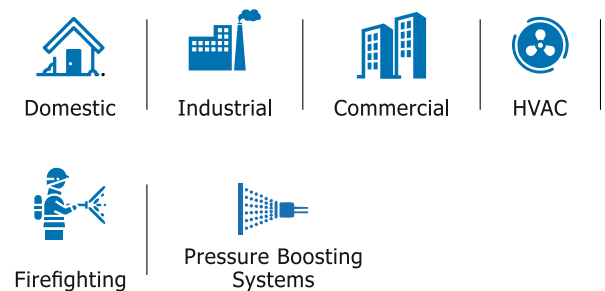 Domestic
Industrial
Commercial
HVAC
Firefighting
Pressure Boosting
Systems